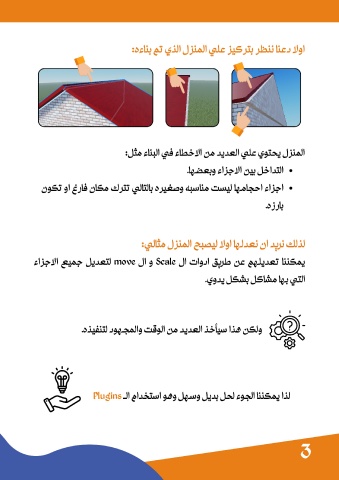 اولا دعنا ننظر بتركيز علي المنزل الذي تم بناءه:
المنزل يحتوي علي العديد من الاخطاء في البناء مثل:
• التداخل بين الاجزاء وبعضها.
• اجزاء احجامها ليست مناسبه وصغيره بالتالي تترك مكان فارغ او تكون
بارزه.
لذلك نريد ان نعدلها اولا ليصبح المنزل مثالي:
يمكننا تعديلهم عن طريق ادوات ال Scale و ال move لتعديل جميع الاجزاء
التي بها مشاكل بشكل يدوي.
ولكن هذا سيأخذ العديد من الوقت والمجهود لتنفيذه.
لذا يمكننا الجوء لحل بديل وسهل وهو استخدام الـ Plugins
3